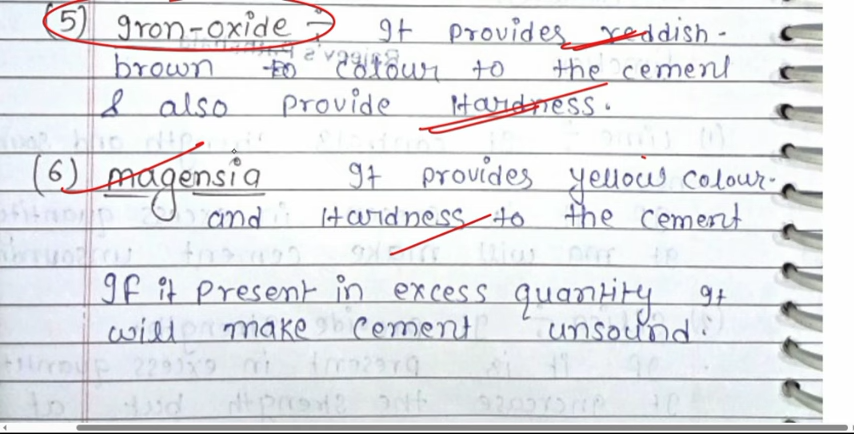 (5) Iron-oxide :- It provides reddish-
brown to colour to the cement
& also provide Hardness.
(6) magensia It provides yellow colour.
and Hardness to the cement
If it present in excess quantity It
will make cement unsound.